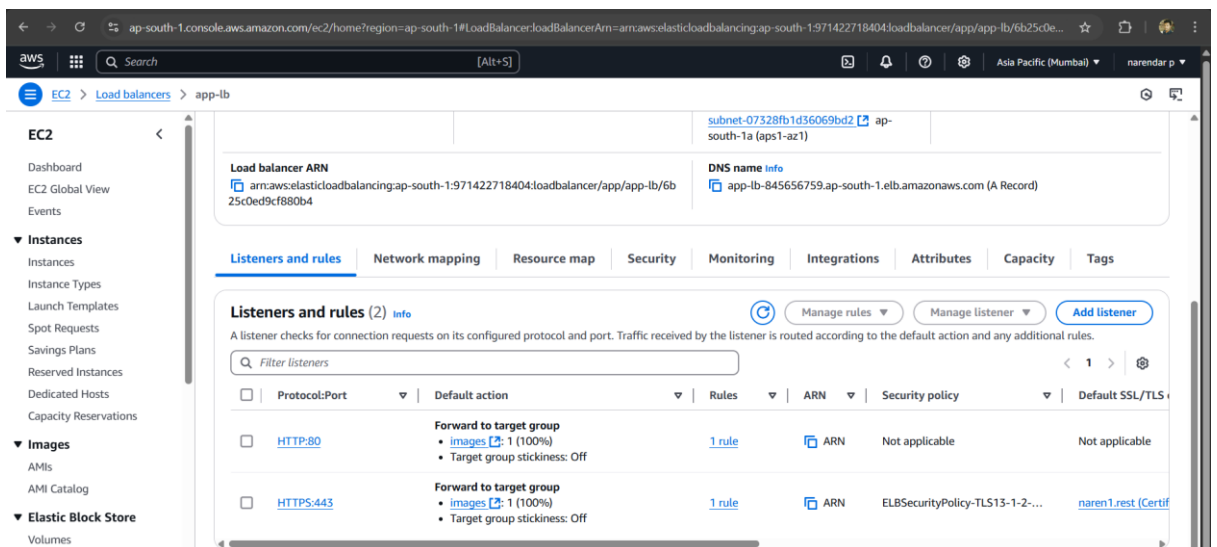 ap-south-1.console.aws.amazon.com/ec2/home?region=ap-south-1#LoadBalancer:loadBalancerArn=arn:aws:elasticloadbalancing:ap-south-1:971422718404:loadbalancer/app/app-lb/6b25c0e...
aws
Search
[Alt+S]
Asia Pacific (Mumbai)
narendar p
EC2 > Load balancers > app-lb
EC2
Dashboard
EC2 Global View
Events
Instances
Instances
Instance Types
Launch Templates
Spot Requests
Savings Plans
Reserved Instances
Dedicated Hosts
Capacity Reservations
Images
AMIs
AMI Catalog
Elastic Block Store
Volumes
subnet-07328fb1d36069bd2 ap-
south-1a (aps1-az1)
Load balancer ARN
arn:aws:elasticloadbalancing:ap-south-1:971422718404:loadbalancer/app/app-lb/6b
25c0ed9cf880b4
DNS name Info
app-lb-845656759.ap-south-1.elb.amazonaws.com (A Record)
Listeners and rules Network mapping Resource map Security Monitoring Integrations Attributes Capacity Tags
Listeners and rules (2) Info
Manage rules
Manage listener
Add listener
A listener checks for connection requests on its configured protocol and port. Traffic received by the listener is routed according to the default action and any additional rules.
Filter listeners
< 1 >
Protocol:Port Default action Rules ARN Security policy Default SSL/TLS
Forward to target group
HTTP:80 • images: 1 (100%) 1 rule ARN Not applicable Not applicable
• Target group stickiness: Off
Forward to target group
HTTPS:443 • images: 1 (100%) 1 rule ARN ELBSecurityPolicy-TLS13-1-2-... naren1.rest (Certif
• Target group stickiness: Off